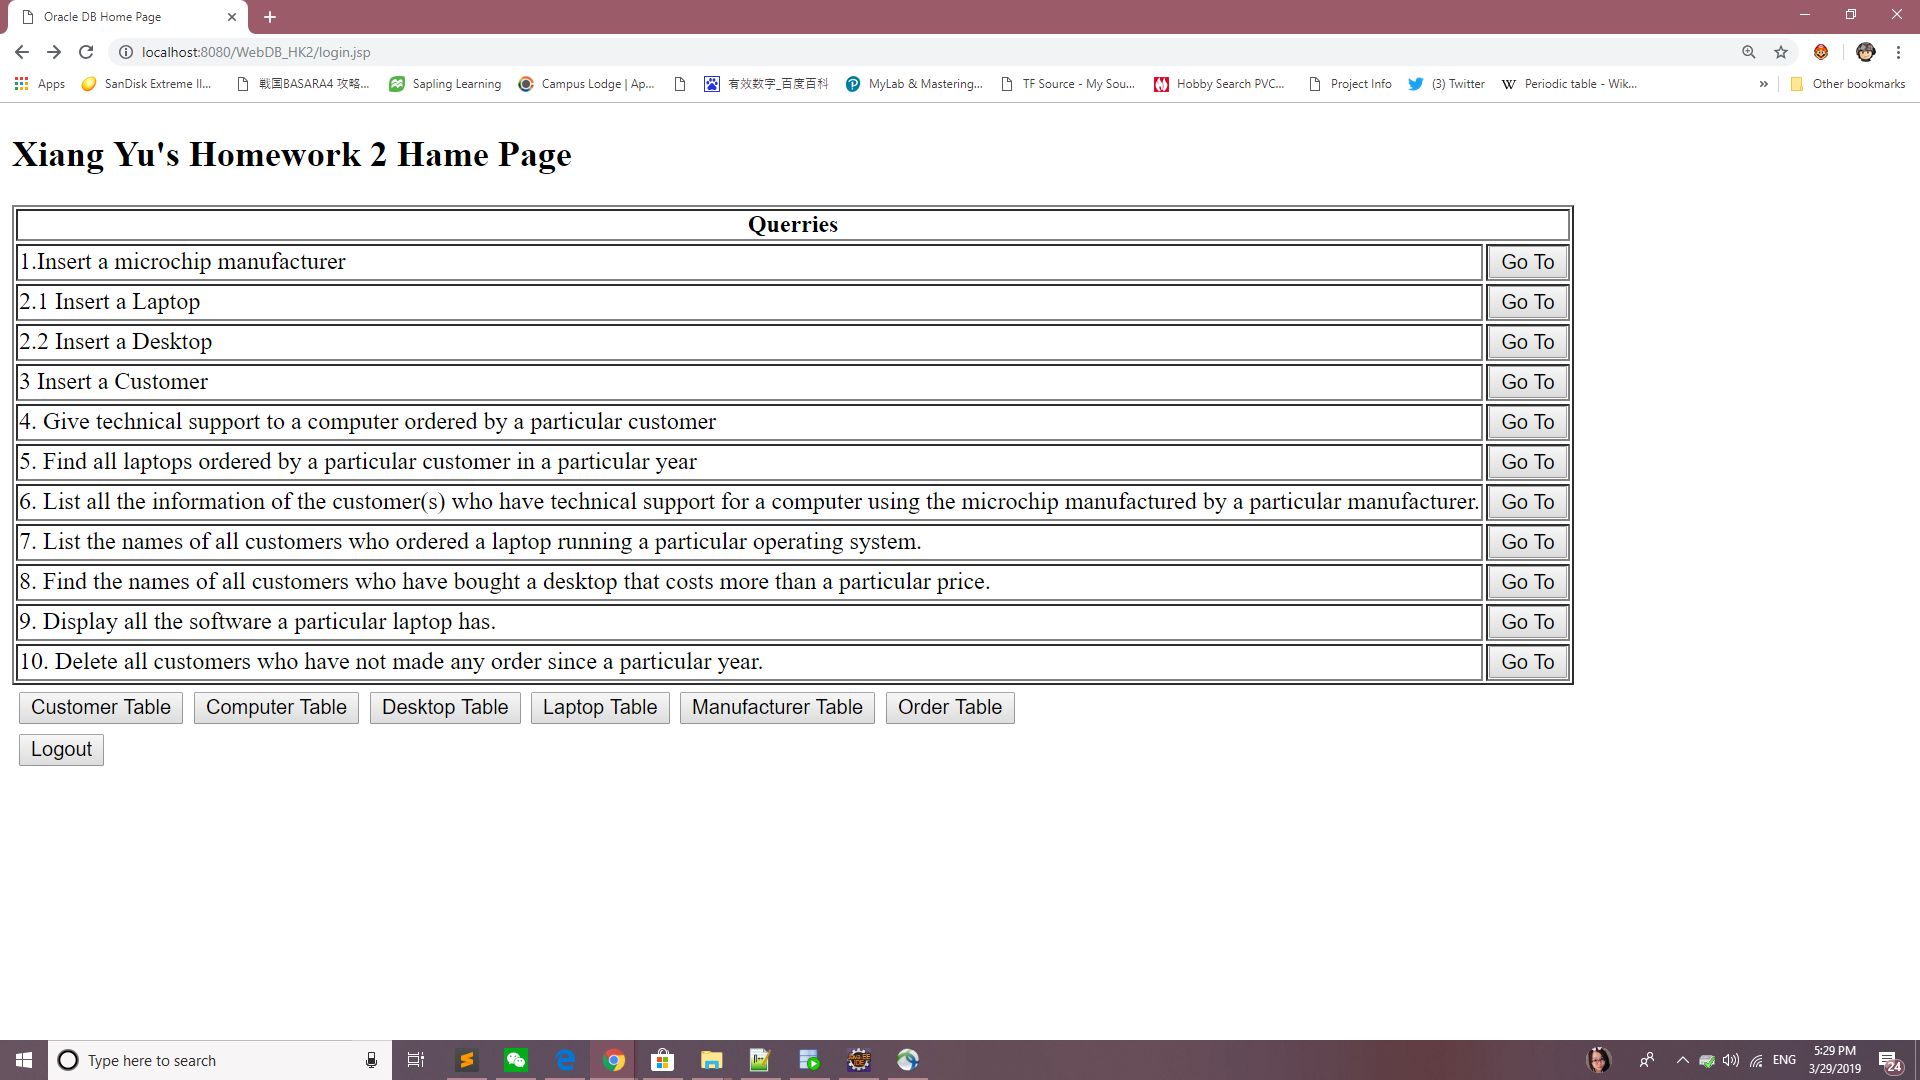 Oracle DB Home Page
localhost:8080/WebDB_HK2/login.jsp
Apps SanDisk Extreme II... 戦国BASARA4 攻略... Sapling Learning Campus Lodge | Ap... 有效数字_百度百科 MyLab & Mastering... TF Source - My Sou... Hobby Search PVC... Project Info (3) Twitter Periodic table - Wik... » Other bookmarks
Xiang Yu's Homework 2 Hame Page
Querries
1.Insert a microchip manufacturer Go To
2.1 Insert a Laptop Go To
2.2 Insert a Desktop Go To
3 Insert a Customer Go To
4. Give technical support to a computer ordered by a particular customer Go To
5. Find all laptops ordered by a particular customer in a particular year Go To
6. List all the information of the customer(s) who have technical support for a computer using the microchip manufactured by a particular manufacturer. Go To
7. List the names of all customers who ordered a laptop running a particular operating system. Go To
8. Find the names of all customers who have bought a desktop that costs more than a particular price. Go To
9. Display all the software a particular laptop has. Go To
10. Delete all customers who have not made any order since a particular year. Go To
Customer Table Computer Table Desktop Table Laptop Table Manufacturer Table Order Table
Logout
Type here to search
ENG
5:29 PM
3/29/2019
24